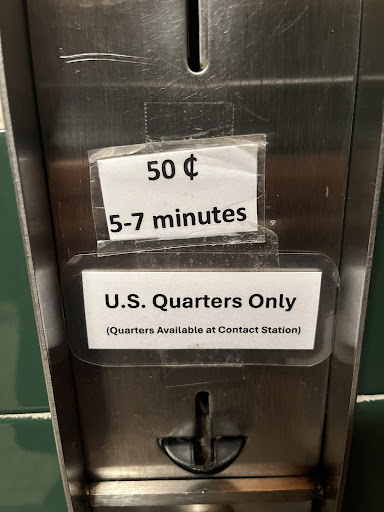 50 ¢
5-7 minutes
U.S. Quarters Only
(Quarters Available at Contact Station)